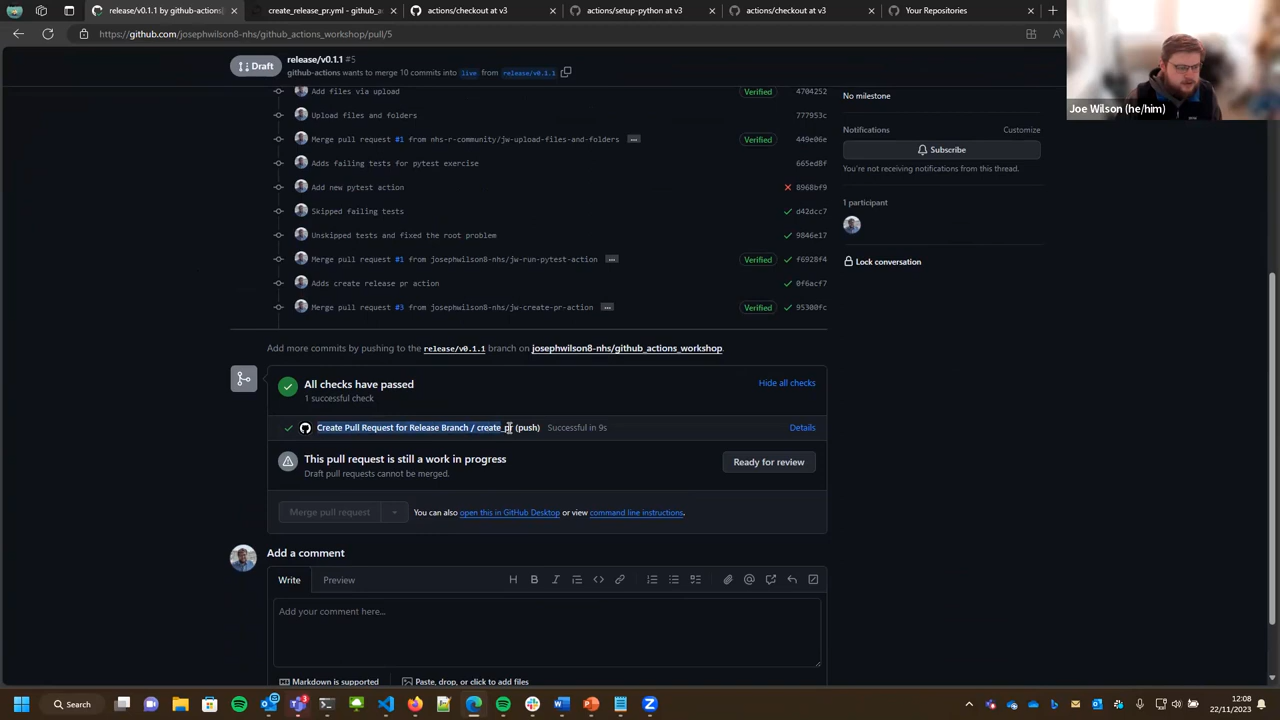 release/v0.1.1 by github-actions
create_release_pr.yml - github_ac
actions/checkout at v3
actions/setup-python at v3
actions/checkout at v3
Your Repositories
https://github.com/josephwilson8-nhs/github_actions_workshop/pull/5
Joe Wilson (he/him)
Draft
release/v0.1.1 #5
github-actions wants to merge 10 commits into live from release/v0.1.1
Add files via upload Verified 4704252
Upload files and folders 777953c
Merge pull request #1 from nhs-r-community/jw-upload-files-and-folders ... Verified 449e06e
Adds failing tests for pytest exercise 665ed8f
Add new pytest action 8968bf9
Skipped failing tests d42dcc7
Unskipped tests and fixed the root problem 9846e17
Merge pull request #1 from josephwilson8-nhs/jw-run-pytest-action ... Verified f6928f4
Adds create release pr action 0f6acf7
Merge pull request #3 from josephwilson8-nhs/jw-create-pr-action ... Verified 95300fc
Add more commits by pushing to the release/v0.1.1 branch on josephwilson8-nhs/github_actions_workshop.
All checks have passed
1 successful check
Hide all checks
Create Pull Request for Release Branch / create_pr (push) Successful in 9s
Details
This pull request is still a work in progress
Draft pull requests cannot be merged.
Ready for review
Merge pull request
You can also open this in GitHub Desktop or view command line instructions.
Add a comment
Write
Preview
Add your comment here...
Markdown is supported
Paste, drop, or click to add files
No milestone
Notifications
Customize
Subscribe
You're not receiving notifications from this thread.
1 participant
Lock conversation
Search
12:08
22/11/2023